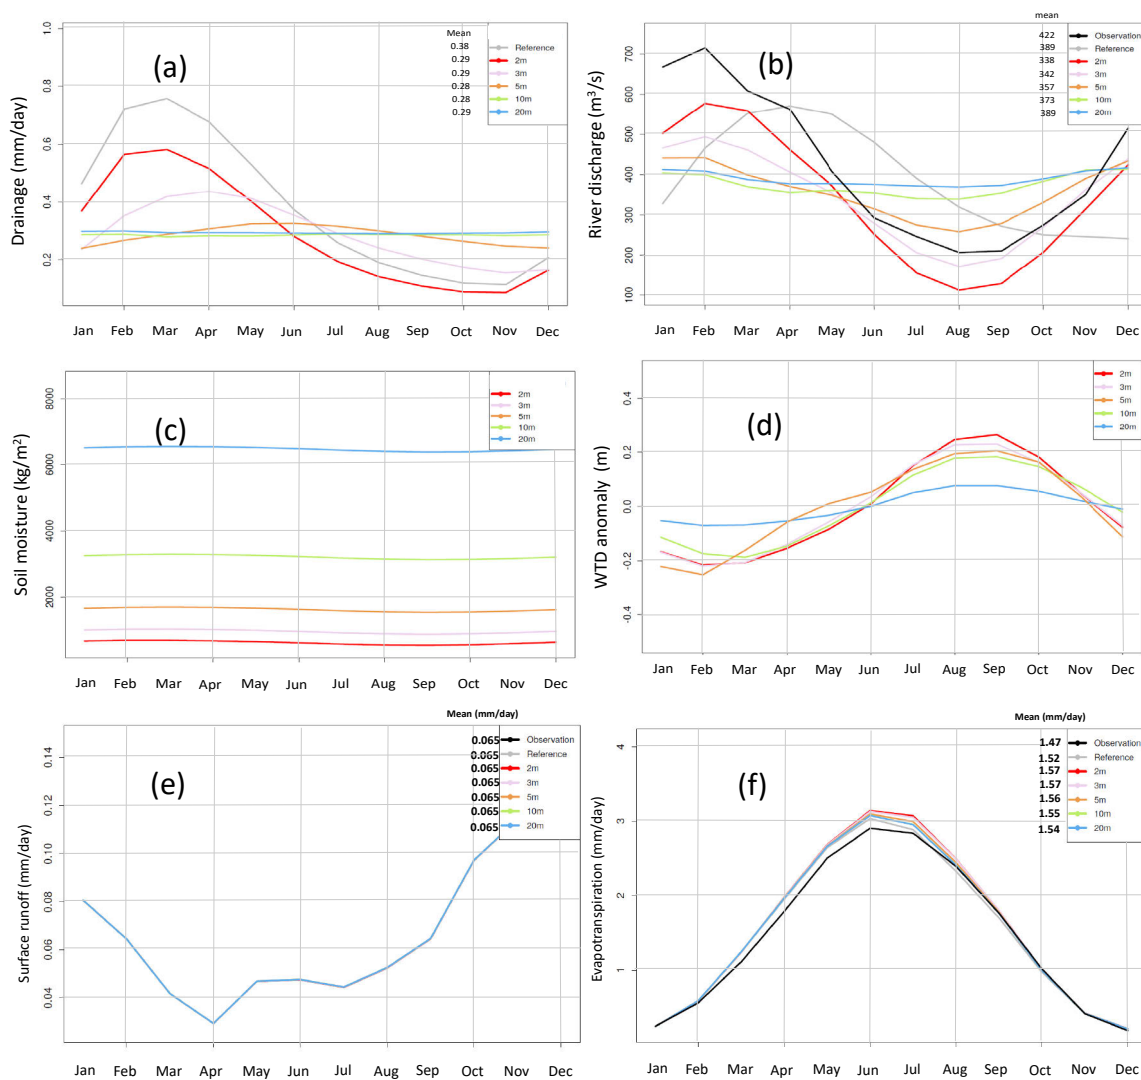 (a)
Drainage (mm/day)
1.0
0.8
0.6
0.4
0.2
Mean
0.38 Reference
0.29 2m
0.29 3m
0.28 5m
0.28 10m
0.29 20m
Jan Feb Mar Apr May Jun Jul Aug Sep Oct Nov Dec
(b)
River discharge (m³/s)
700
600
500
400
300
200
100
mean
422 Observation
389 Reference
338 2m
342 3m
357 5m
373 10m
389 20m
Jan Feb Mar Apr May Jun Jul Aug Sep Oct Nov Dec
(c)
Soil moisture (kg/m²)
8000
6000
4000
2000
2m
3m
5m
10m
20m
Jan Feb Mar Apr May Jun Jul Aug Sep Oct Nov Dec
(d)
WTD anomaly (m)
0.4
0.2
0.0
-0.2
-0.4
2m
3m
5m
10m
20m
Jan Feb Mar Apr May Jun Jul Aug Sep Oct Nov Dec
(e)
Surface runoff (mm/day)
0.14
0.12
0.10
0.08
0.06
0.04
Mean (mm/day)
0.065 Observation
0.065 Reference
0.065 2m
0.065 3m
0.065 5m
0.065 10m
0.065 20m
Jan Feb Mar Apr May Jun Jul Aug Sep Oct Nov Dec
(f)
Evapotranspiration (mm/day)
4
3
2
1
Mean (mm/day)
1.47 Observation
1.52 Reference
1.57 2m
1.57 3m
1.56 5m
1.55 10m
1.54 20m
Jan Feb Mar Apr May Jun Jul Aug Sep Oct Nov Dec